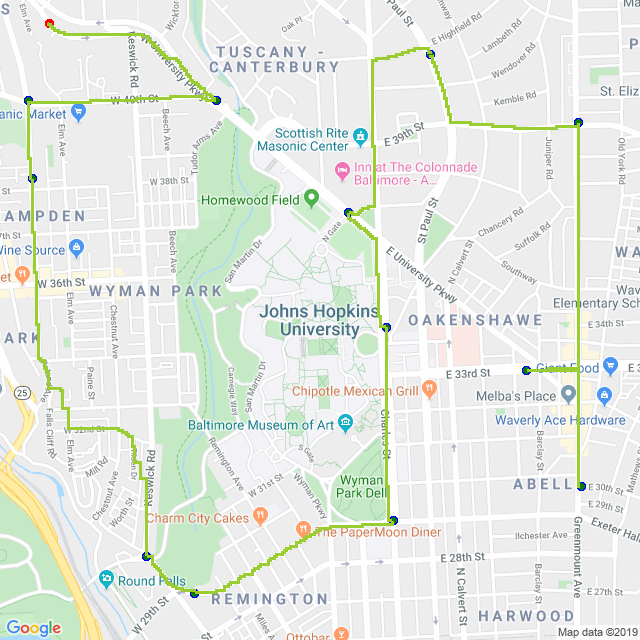 Oak Pl
St Paul St
E Highfield Rd
Lambeth Rd
Wendover Rd
Kemble Rd
St. Eliz
TUSCANY -
CANTERBURY
Keswick Rd
W University Pkwy
Elm Ave
W 40th St
anic Market
Elm Ave
Tudor Arms Ave
Scottish Rite
Masonic Center
E 39th St
Juniper Rd
Old York Rd
Inn at The Colonnade
Baltimore - A...
W 38th St
Beech Ave
Homewood Field
N Gate
St Paul St
Chancery Rd
Suffolk Rd
AMPDEN
Wine Source
San Martin Dr
E University Pkwy
N Calvert St
Southway
WA
W 36th St
WYMAN PARK
Beech Ave
Elm Ave
Chestnut Ave
Johns Hopkins
University
OAKENSHAWE
Elementary Sch
E 34th St
ARK
25
Paine St
Carnegie Way
San Martin Dr
E 33rd St
Giant Food
Chipotle Mexican Grill
Melba's Place
Waverly Ace Hardware
Falls Cliff Rd
W 32nd St
Elm Ave
Mill Rd
Keswick Rd
Baltimore Museum of Art
Charles St
S Gate
Remington Ave
W 31st St
Wyman Pkwy
Wyman
Park Dell
Barclay St
ABELL
E 30th St
E 29th St
Chestnut Ave
Worth St
Charm City Cakes
The PaperMoon Diner
Ilchester Ave
Exeter Hall
Greenmount Ave
Round Falls
W 29th St
REMINGTON
E 28th St
E 27th St
N Calvert St
Barclay St
HARWOOD
Ottobar
Google
Map data ©2019